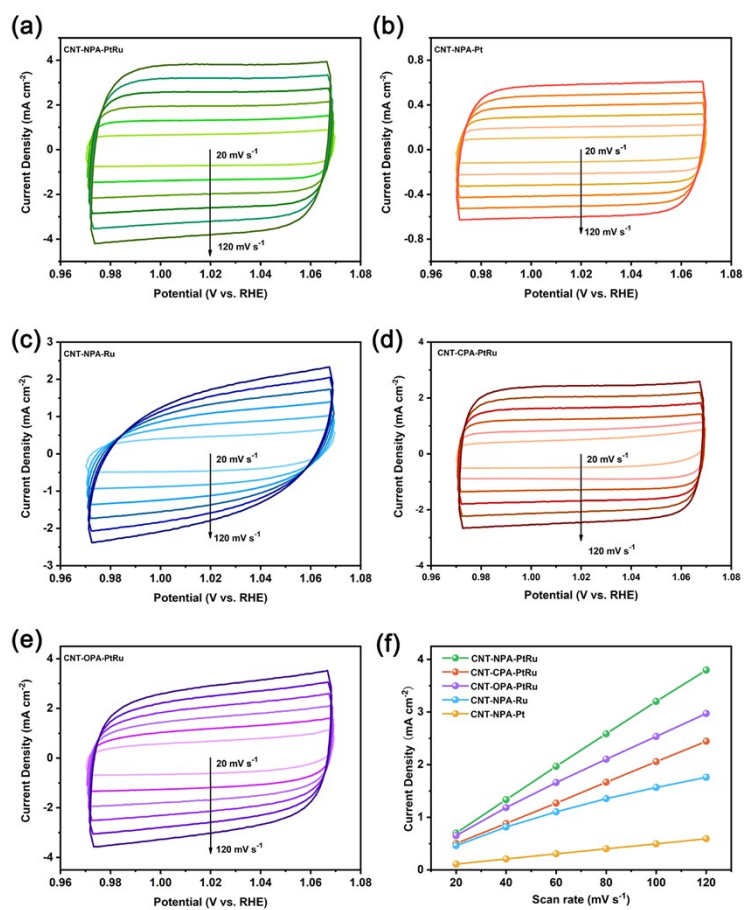 (a)
CNT-NPA-PtRu
Current Density (mA cm⁻²)
4
2
0
-2
-4
20 mV s⁻¹
120 mV s⁻¹
0.96 0.98 1.00 1.02 1.04 1.06 1.08
Potential (V vs. RHE)
(b)
CNT-NPA-Pt
Current Density (mA cm⁻²)
0.8
0.4
0.0
-0.4
-0.8
20 mV s⁻¹
120 mV s⁻¹
0.96 0.98 1.00 1.02 1.04 1.06 1.08
Potential (V vs. RHE)
(c)
CNT-NPA-Ru
Current Density (mA cm⁻²)
3
2
1
0
-1
-2
-3
20 mV s⁻¹
120 mV s⁻¹
0.96 0.98 1.00 1.02 1.04 1.06 1.08
Potential (V vs. RHE)
(d)
CNT-CPA-PtRu
Current Density (mA cm⁻²)
4
2
0
-2
-4
20 mV s⁻¹
120 mV s⁻¹
0.96 0.98 1.00 1.02 1.04 1.06 1.08
Potential (V vs. RHE)
(e)
CNT-OPA-PtRu
Current Density (mA cm⁻²)
4
2
0
-2
-4
20 mV s⁻¹
120 mV s⁻¹
0.96 0.98 1.00 1.02 1.04 1.06 1.08
Potential (V vs. RHE)
(f)
CNT-NPA-PtRu
CNT-CPA-PtRu
CNT-OPA-PtRu
CNT-NPA-Ru
CNT-NPA-Pt
Current Density (mA cm⁻²)
4
3
2
1
0
20 40 60 80 100 120
Scan rate (mV s⁻¹)